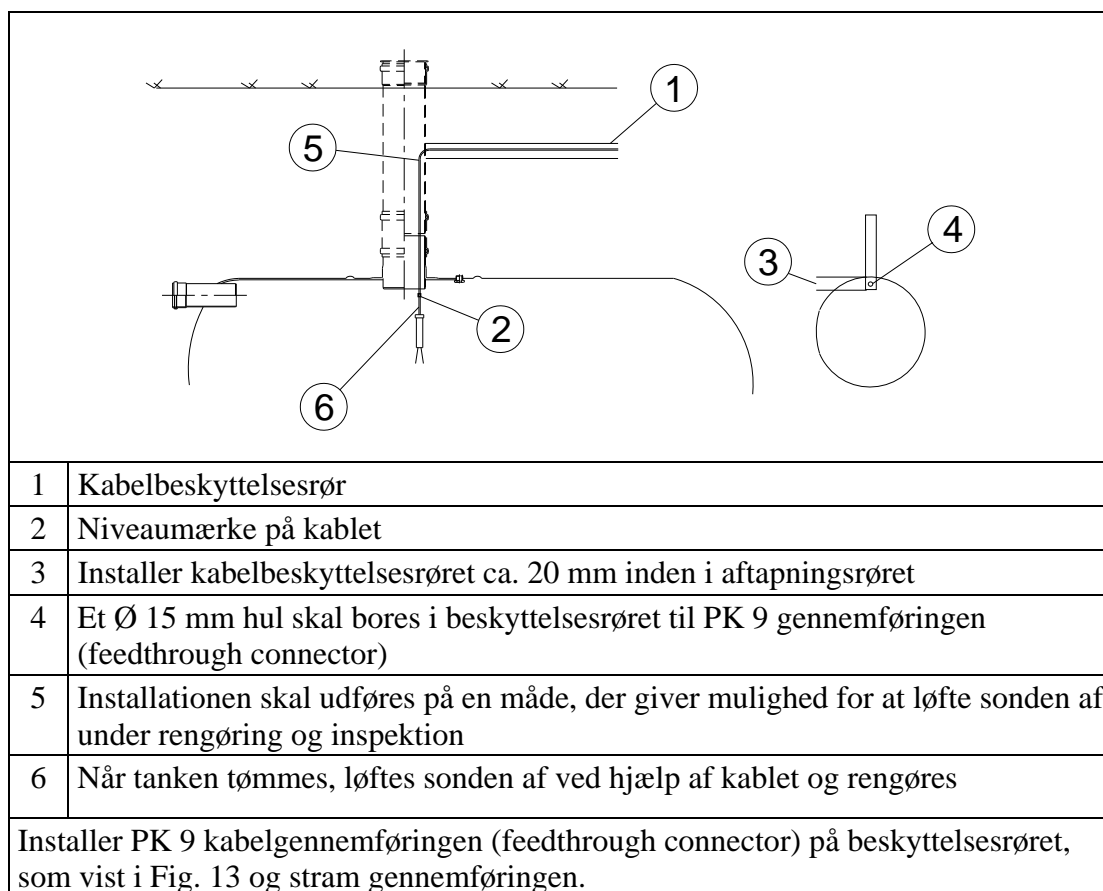 1
5
4
3
2
6
1 Kabelbeskyttelsesrør
2 Niveaumærke på kablet
3 Installer kabelbeskyttelsesrøret ca. 20 mm inden i aftapningsrøret
4 Et Ø 15 mm hul skal bores i beskyttelsesrøret til PK 9 gennemføringen
(feedthrough connector)
5 Installationen skal udføres på en måde, der giver mulighed for at løfte sonden af
under rengøring og inspektion
6 Når tanken tømmes, løftes sonden af ved hjælp af kablet og rengøres
Installer PK 9 kabelgennemføringen (feedthrough connector) på beskyttelsesrøret,
som vist i Fig. 13 og stram gennemføringen.